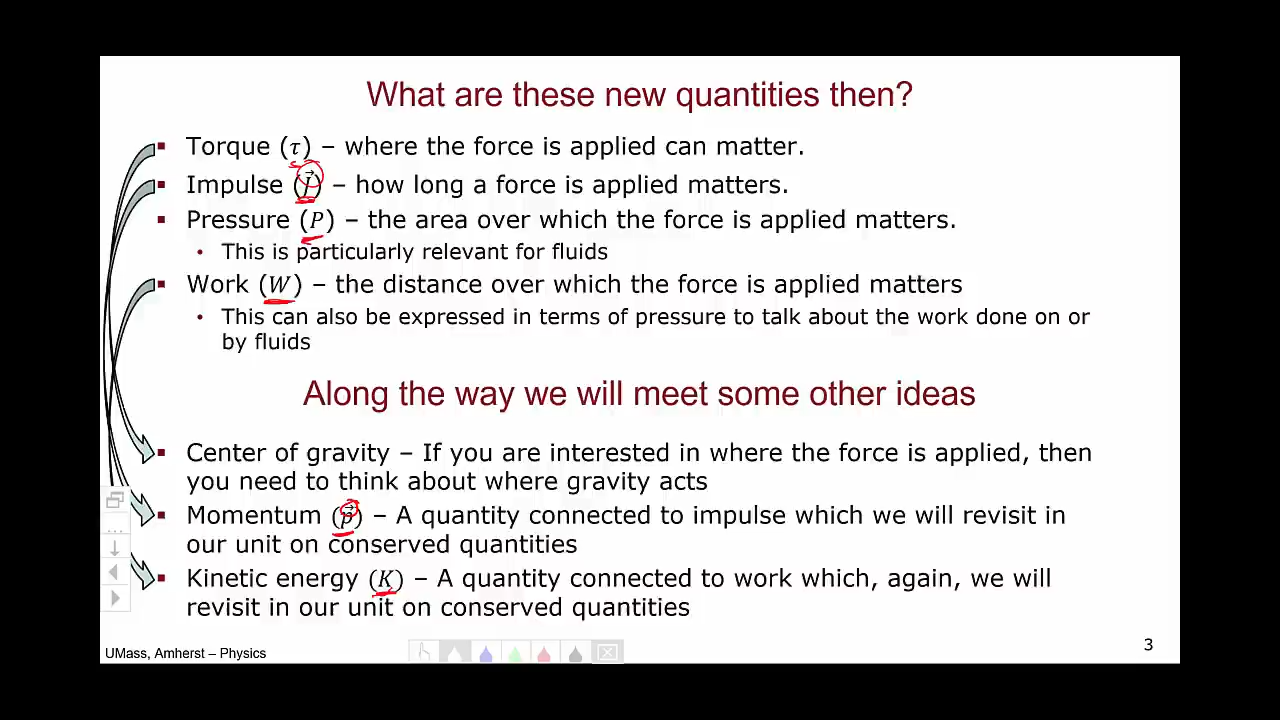 What are these new quantities then?
▪ Torque (τ) – where the force is applied can matter.
▪ Impulse (J⃗) – how long a force is applied matters.
▪ Pressure (P) – the area over which the force is applied matters.
• This is particularly relevant for fluids
▪ Work (W) – the distance over which the force is applied matters
• This can also be expressed in terms of pressure to talk about the work done on or
by fluids
Along the way we will meet some other ideas
▪ Center of gravity – If you are interested in where the force is applied, then
you need to think about where gravity acts
▪ Momentum (p⃗) – A quantity connected to impulse which we will revisit in
our unit on conserved quantities
▪ Kinetic energy (K) – A quantity connected to work which, again, we will
revisit in our unit on conserved quantities
UMass, Amherst – Physics
3